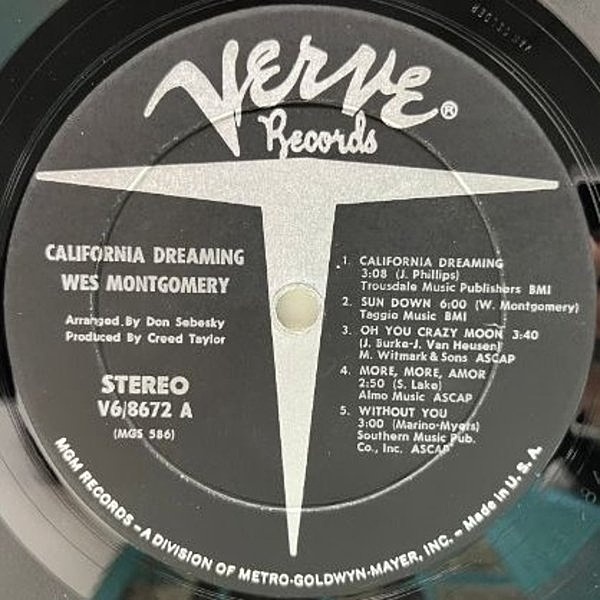 Verve®
Records
CALIFORNIA DREAMING
WES MONTGOMERY
Arranged By Don Sebesky
Produced By Creed Taylor
STEREO
V6/8672 A
(MGS 586)
1. CALIFORNIA DREAMING
3:08 (J. Phillips)
Trousdale Music Publishers BMI
2. SUN DOWN 6:00 (W. Montgomery)
Taggie Music BMI
3. OH YOU CRAZY MOON 3:40
(J. Burke-J. Van Heusen)
M. Witmark & Sons ASCAP
4. MORE, MORE, AMOR
2:50 (S. Lake)
Almo Music ASCAP
5. WITHOUT YOU
3:00 (Marino-Myers)
Southern Music Pub.
Co., Inc. ASCAP
MGM RECORDS – A DIVISION OF METRO-GOLDWYN-MAYER, INC. – Made in U. S. A.